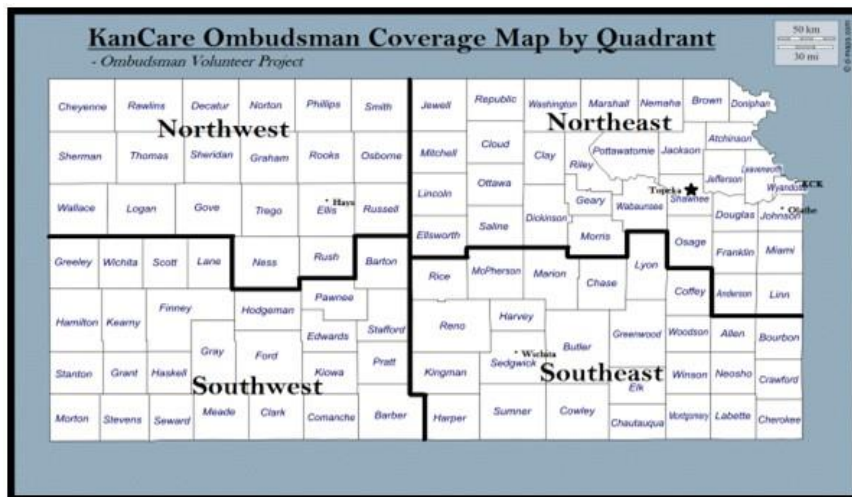 KanCare Ombudsman Coverage Map by Quadrant
- Ombudsman Volunteer Project
50 km
30 mi
© d-maps.com
Cheyenne Rawlins Decatur Norton Phillips Smith Jewell Republic Washington Marshall Nemaha Brown Doniphan
Northwest Northeast
Atchinson
Sherman Thomas Sheridan Graham Rooks Osborne Mitchell Cloud Clay Riley Pottawatomie Jackson
Jefferson Leavenworth
Wyandotte KCK
Topeka Shawnee
Lincoln Ottawa Geary Wabaunsee
Wallace Logan Gove Trego Ellis Hays Russell Dickinson Douglas Johnson Olathe
Ellsworth Saline Morris Osage Franklin Miami
Greeley Wichita Scott Lane Ness Rush Barton Rice McPherson Marion Chase Lyon Coffey Anderson Linn
Finney Hodgeman Pawnee
Hamilton Kearny Gray Ford Edwards Stafford Reno Harvey Butler Greenwood Woodson Allen Bourbon
Wichita
Sedgwick
Stanton Grant Haskell Kiowa Pratt Kingman Elk Winson Neosho Crawford
Southwest Southeast
Morton Stevens Seward Meade Clark Comanche Barber Harper Sumner Cowley Chautauqua Montgomery Labette Cherokee